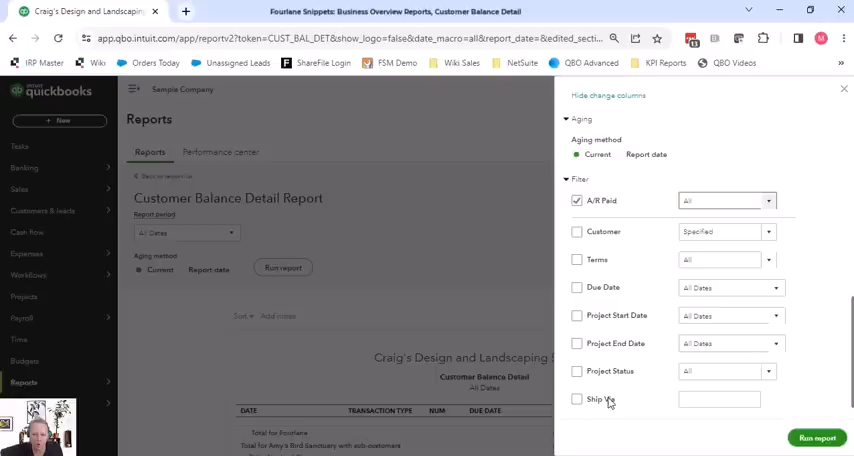 Craig's Design and Landscaping
Fourlane Snippets: Business Overview Reports, Customer Balance Detail
app.qbo.intuit.com/app/reportv2?token=CUST_BAL_DET&show_logo=false&date_macro=all&report_date=&edited_secti...
13
M
IRP Master
Wiki
Orders Today
Unassigned Leads
ShareFile Login
FSM Demo
Wiki Sales
NetSuite
QBO Advanced
KPI Reports
QBO Videos
intuit
quickbooks
+ New
Tasks
Banking
Sales
Customers & leads
Cash flow
Expenses
Workflows
Projects
Payroll
Time
Budgets
Reports
Sample Company
Reports
Reports
Performance center
Customer Balance Detail Report
Report period
All Dates
Aging method
Current
Report date
Run report
Sort
Add notes
Craig's Design and Landscaping S
Customer Balance Detail
All Dates
DATE
TRANSACTION TYPE
NUM
DUE DATE
Total for Fourlane
Total for Amy's Bird Sanctuary with sub-customers
Hide change columns
Aging
Aging method
Current
Report date
Filter
A/R Paid
All
Customer
Specified
Terms
All
Due Date
All Dates
Project Start Date
All Dates
Project End Date
All Dates
Project Status
All
Ship Via
Run report